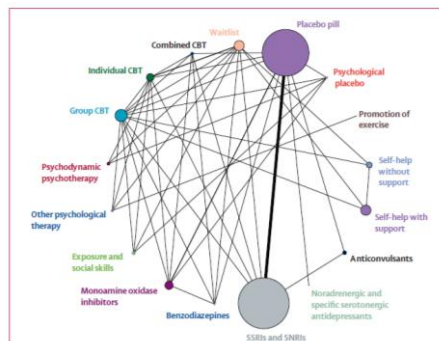 Placebo pill
Waitlist
Combined CBT
Individual CBT
Psychological
placebo
Group CBT
Promotion of
exercise
Psychodynamic
psychotherapy
Self-help
without
support
Other psychological
therapy
Self-help with
support
Exposure and
social skills
Anticonvulsants
Monoamine oxidase
inhibitors
Benzodiazepines
Noradrenergic and
specific serotonergic
antidepressants
SSRIs and SNRIs